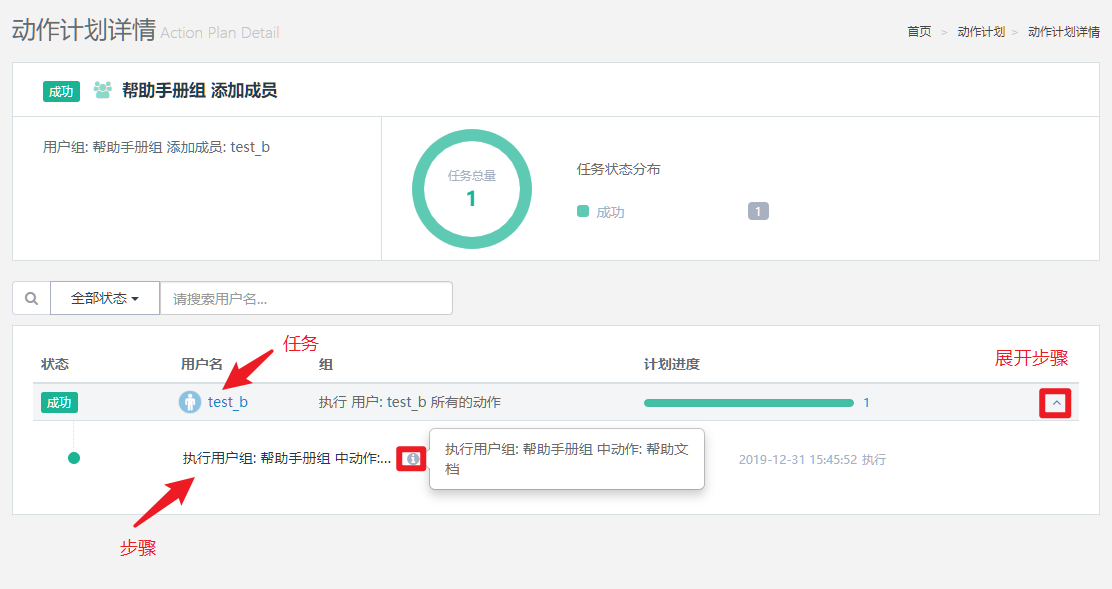 动作计划详情 Action Plan Detail
首页 > 动作计划 > 动作计划详情
成功 帮助手册组 添加成员
用户组: 帮助手册组 添加成员: test_b
任务总量
1
任务状态分布
成功 1
全部状态 请搜索用户名...
任务
展开步骤
状态 用户名 组 计划进度
成功 test_b 执行 用户: test_b 所有的动作 1
执行用户组: 帮助手册组 中动作:...
执行用户组: 帮助手册组 中动作: 帮助文
档
2019-12-31 15:45:52 执行
步骤